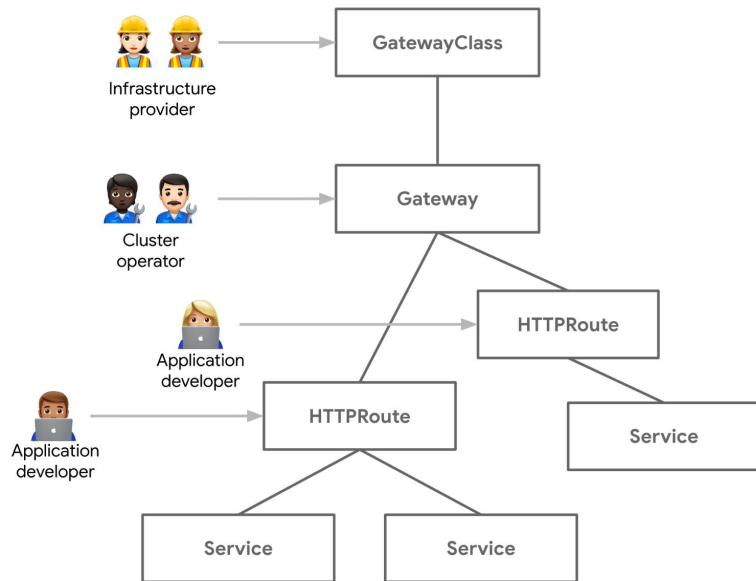 GatewayClass
Infrastructure
provider
Gateway
Cluster
operator
HTTPRoute
Application
developer
HTTPRoute
Application
developer
Service
Service
Service